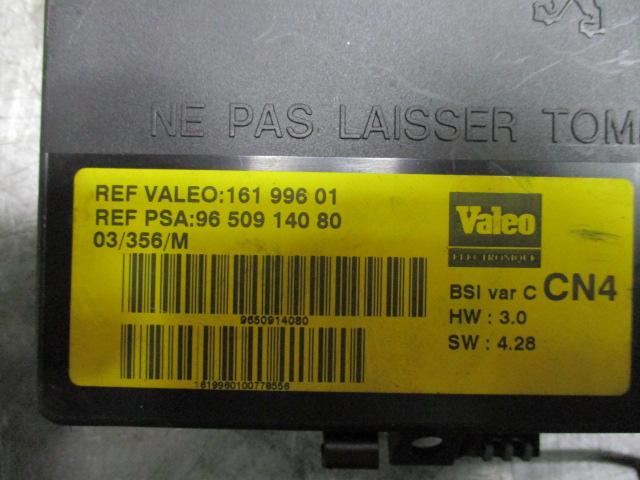 NE PAS LAISSER TOM
REF VALEO:161 996 01
REF PSA:96 509 140 80
03/356/M
Valeo
ELECTRONIQUE
BSI var C CN4
HW : 3.0
SW : 4.28
9650914080
1619960100778556